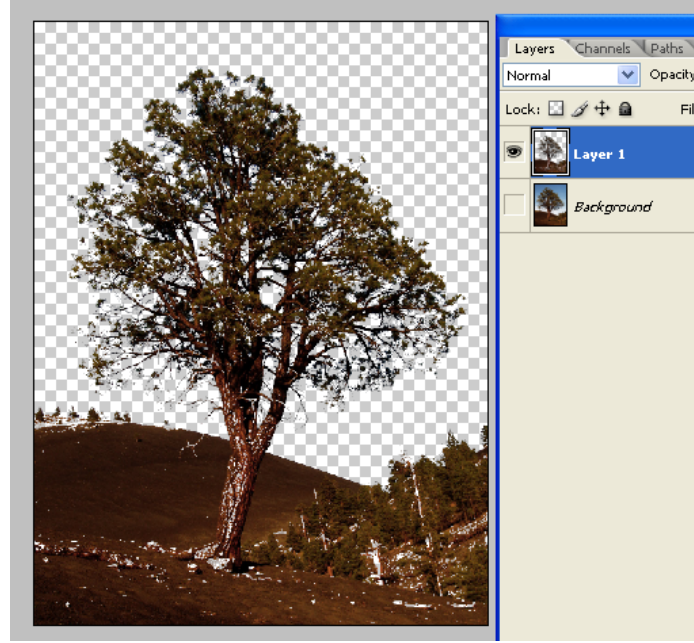 Layers Channels Paths
Normal Opacity
Lock: Fil
Layer 1
Background